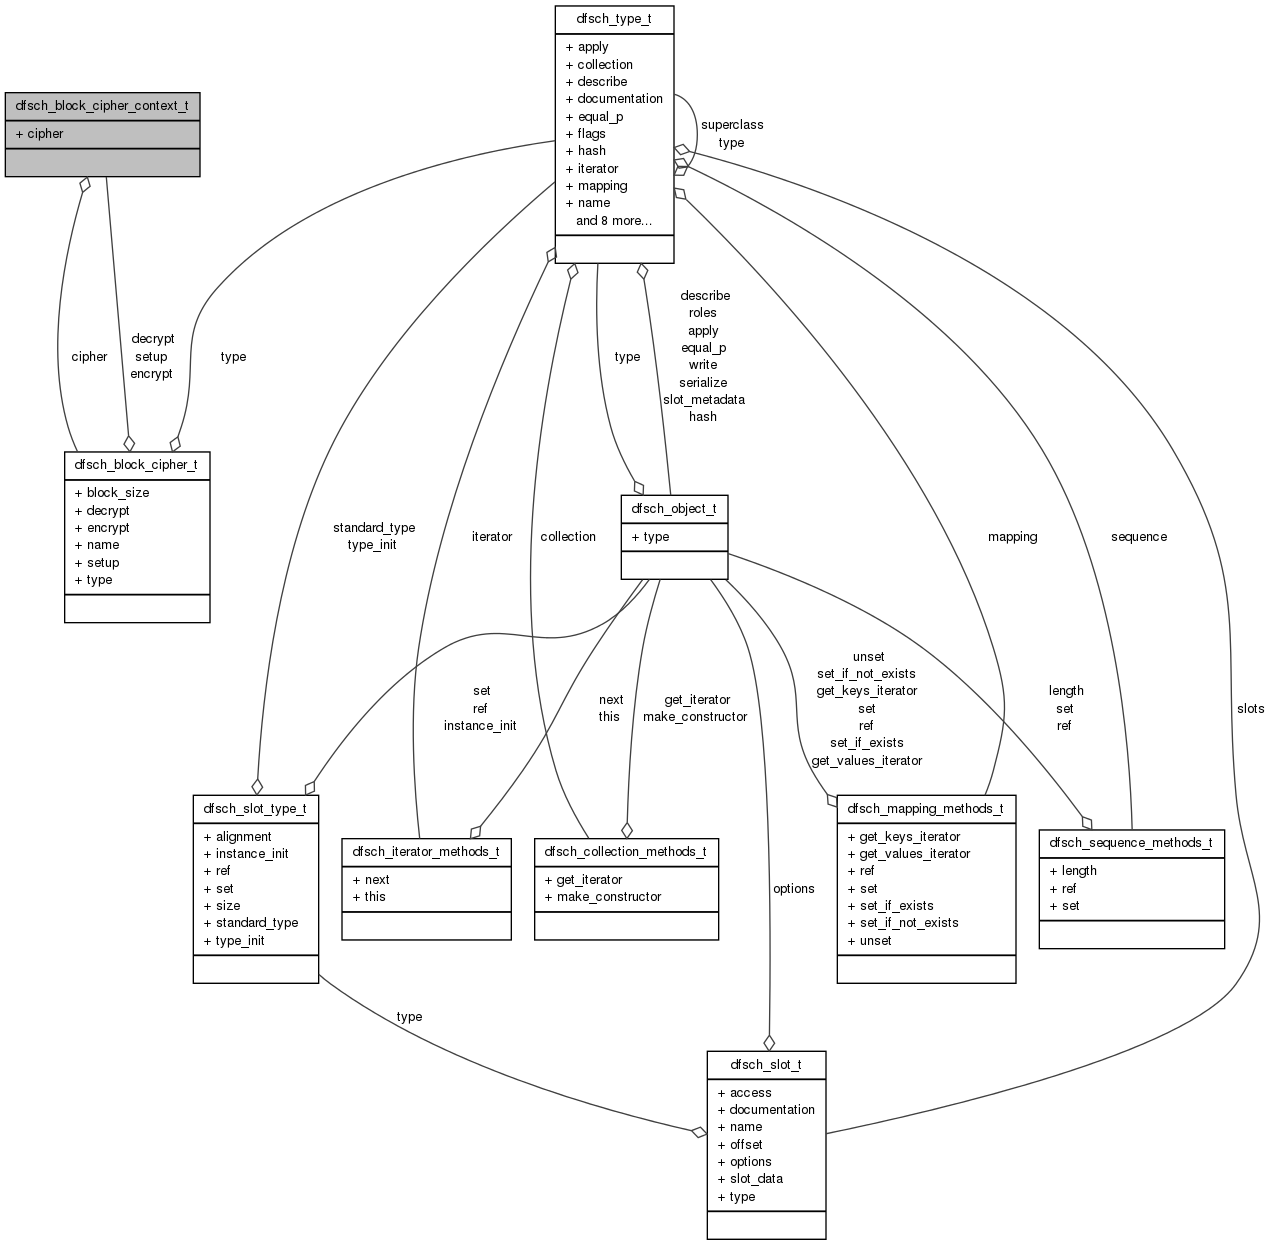 dfsch_type_t
+ apply
+ collection
+ describe
+ documentation
+ equal_p
+ flags
+ hash
+ iterator
+ mapping
+ name
and 8 more...
dfsch_block_cipher_context_t
+ cipher
superclass
type
cipher
decrypt
setup
encrypt
type
type
describe
roles
apply
equal_p
write
serialize
slot_metadata
hash
dfsch_block_cipher_t
+ block_size
+ decrypt
+ encrypt
+ name
+ setup
+ type
dfsch_object_t
+ type
standard_type
type_init
iterator
collection
mapping
sequence
slots
set
ref
instance_init
next
this
get_iterator
make_constructor
unset
set_if_not_exists
get_keys_iterator
set
ref
set_if_exists
get_values_iterator
length
set
ref
dfsch_slot_type_t
+ alignment
+ instance_init
+ ref
+ set
+ size
+ standard_type
+ type_init
dfsch_iterator_methods_t
+ next
+ this
dfsch_collection_methods_t
+ get_iterator
+ make_constructor
options
dfsch_mapping_methods_t
+ get_keys_iterator
+ get_values_iterator
+ ref
+ set
+ set_if_exists
+ set_if_not_exists
+ unset
dfsch_sequence_methods_t
+ length
+ ref
+ set
type
dfsch_slot_t
+ access
+ documentation
+ name
+ offset
+ options
+ slot_data
+ type